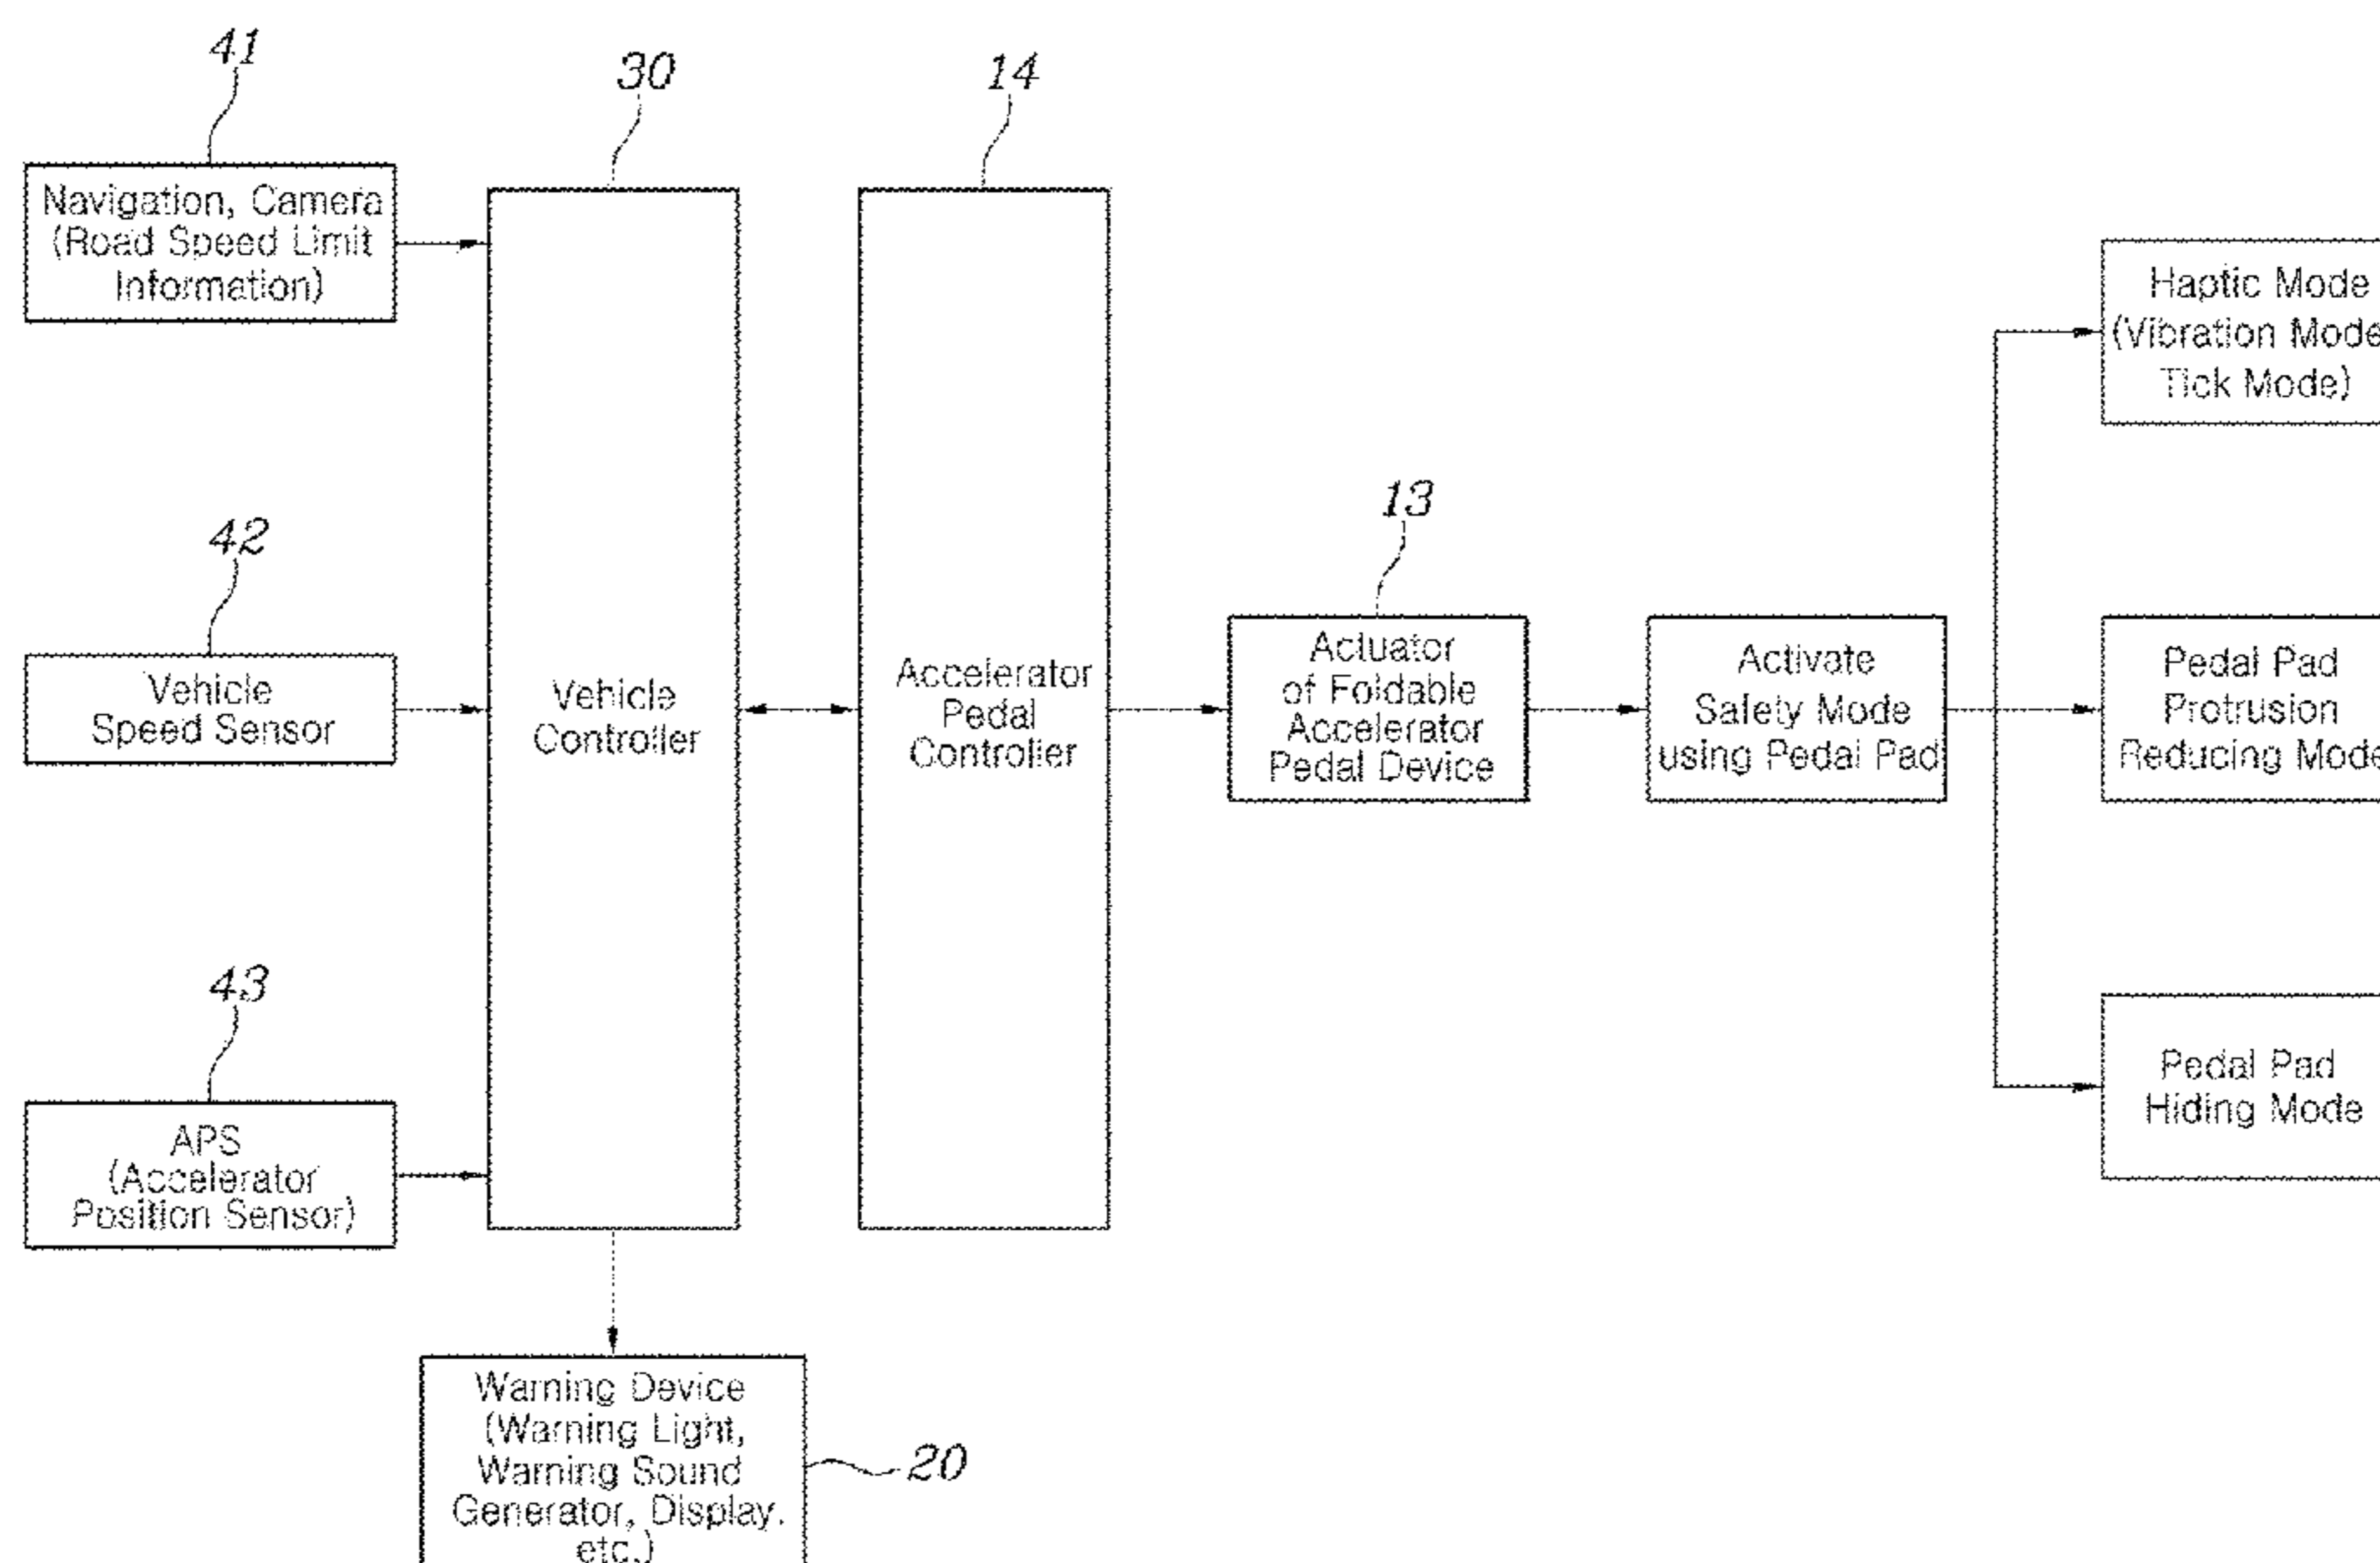 41
30
14
Navigation, Camera
(Road Speed Limit
Information)
Haptic Mode
(Vibration Mode
Tick Mode)
13
42
Vehicle
Speed Sensor
Vehicle
Controller
Accelerator
Pedal
Controller
Actuator
of Foldable
Accelerator
Pedal Device
Activate
Safety Mode
using Pedal Pad
Pedal Pad
Protrusion
Reducing Mode
43
APS
(Accelerator
Position Sensor)
Pedal Pad
Hiding Mode
Warning Device
(Warning Light,
Warning Sound
Generator, Display.
etc.)
20